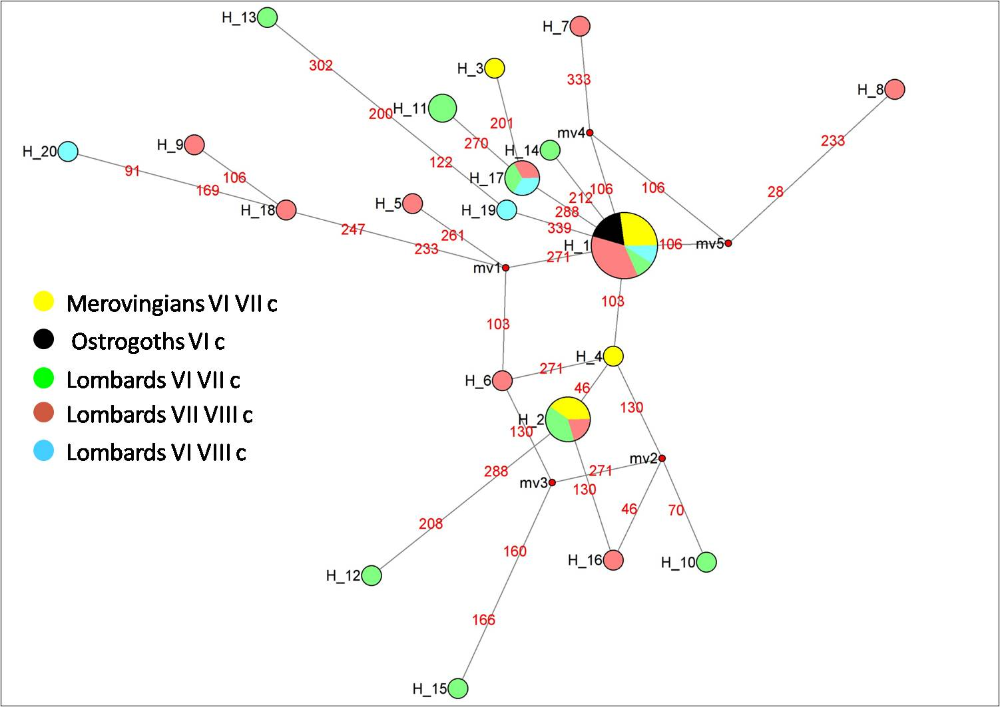 H_13
H_7
302
H_3
333
H_8
H_11
200
201
mv4
H_20
H_9
270
H_14
233
122
91
106
H_17
169
106
212
106
28
H_18
H_5
H_19
288
339
247
261
H_1
106
mv5
233
271
mv1
103
Merovingians VI VII c
103
Ostrogoths VI c
H_4
271
Lombards VI VII c
H_6
46
130
Lombards VII VIII c
H_2
130
Lombards VI VIII c
mv2
288
271
mv3
130
46
70
208
160
H_16
H_10
H_12
166
H_15